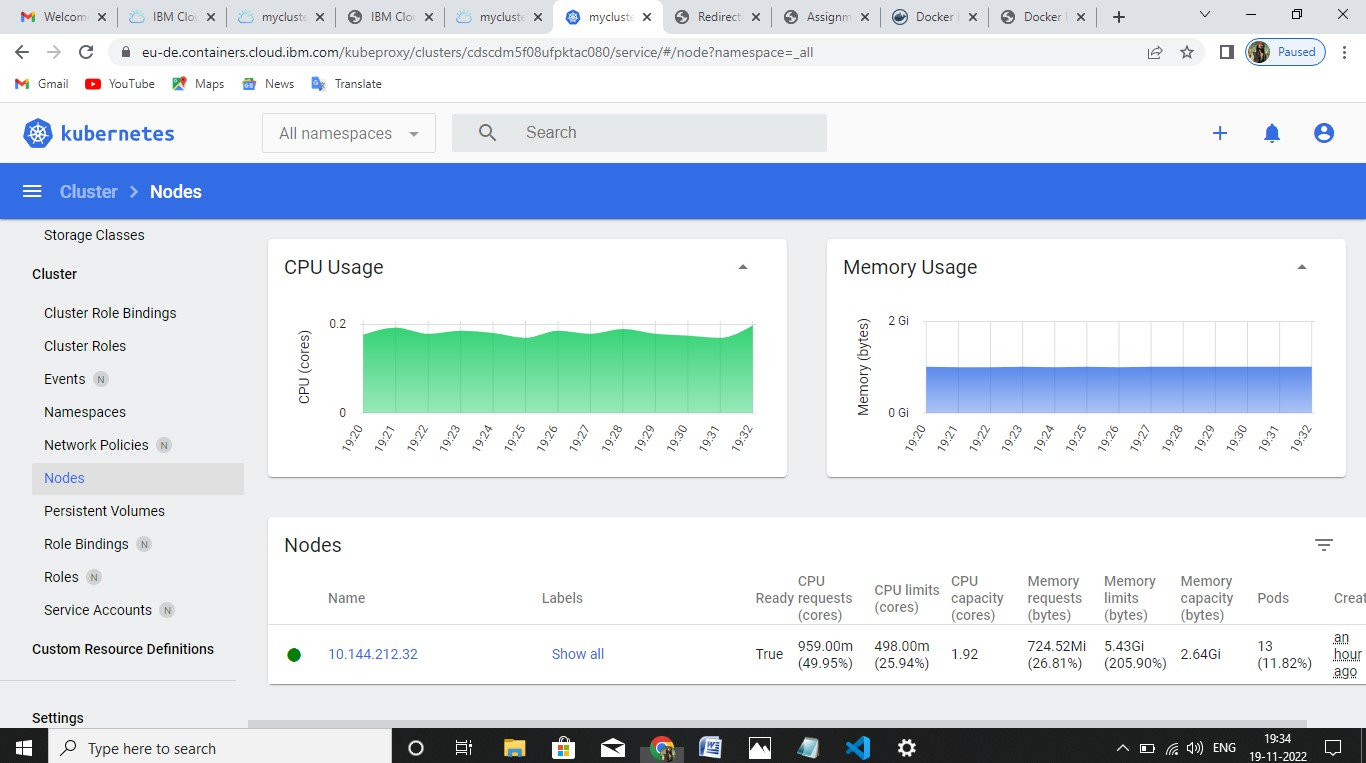 Welcom
IBM Clou
mycluste
IBM Clou
mycluste
mycluste
Redirect
Assignm
Docker
Docker
eu-de.containers.cloud.ibm.com/kubeproxy/clusters/cdscdm5f08ufpktac080/service/#/node?namespace=_all
Paused
Gmail
YouTube
Maps
News
Translate
kubernetes
All namespaces
Search
Cluster
Nodes
Storage Classes
Cluster
Cluster Role Bindings
Cluster Roles
Events N
Namespaces
Network Policies N
Nodes
Persistent Volumes
Role Bindings N
Roles N
Service Accounts N
Custom Resource Definitions
Settings
CPU Usage
CPU (cores)
0.2
0
19:20 19:21 19:22 19:23 19:24 19:25 19:26 19:27 19:28 19:29 19:30 19:31 19:32
Memory Usage
Memory (bytes)
2 Gi
0 Gi
19:20 19:21 19:22 19:23 19:24 19:25 19:26 19:27 19:28 19:29 19:30 19:31 19:32
Nodes
Name
Labels
Ready
CPU
requests
(cores)
CPU limits
(cores)
CPU
capacity
(cores)
Memory
requests
(bytes)
Memory
limits
(bytes)
Memory
capacity
(bytes)
Pods
Creat
10.144.212.32
Show all
True
959.00m
(49.95%)
498.00m
(25.94%)
1.92
724.52Mi
(26.81%)
5.43Gi
(205.90%)
2.64Gi
13
(11.82%)
an
hour
ago
Type here to search
ENG
19:34
19-11-2022